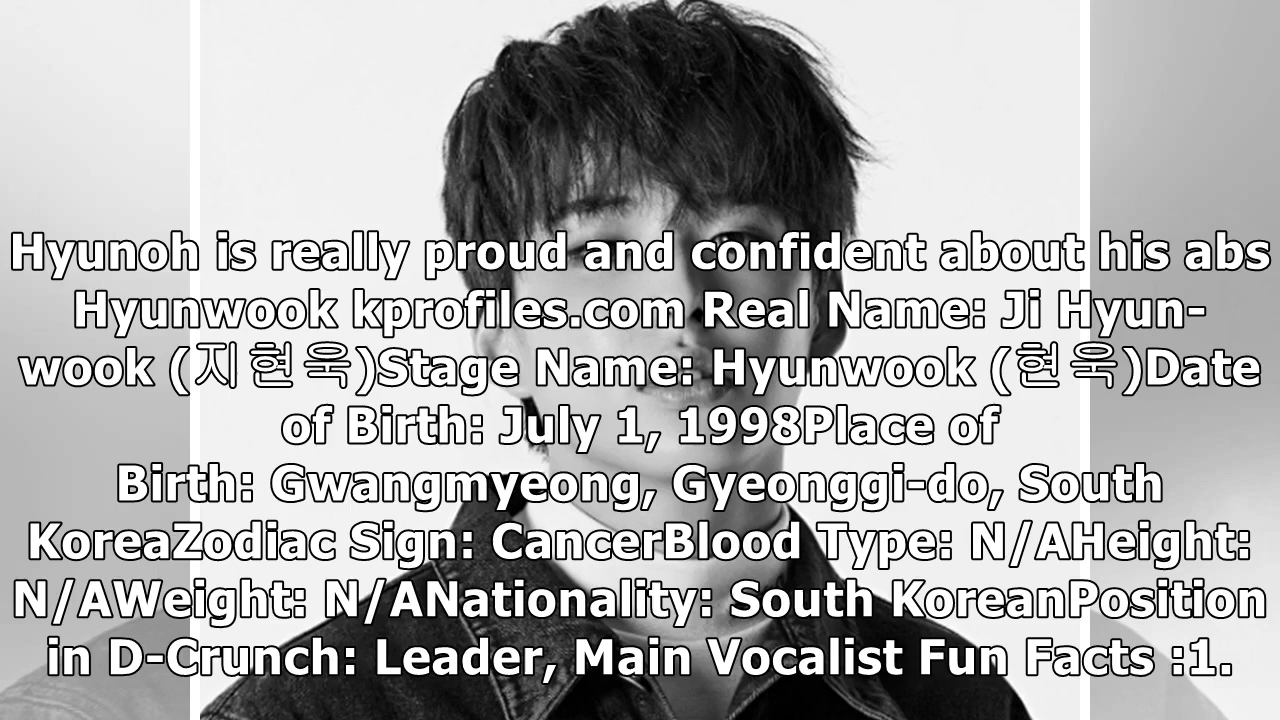 Hyunoh is really proud and confident about his abs
Hyunwook kprofiles.com Real Name: Ji Hyun-
wook (지현욱)Stage Name: Hyunwook (현욱)Date
of Birth: July 1, 1998Place of
Birth: Gwangmyeong, Gyeonggi-do, South
KoreaZodiac Sign: CancerBlood Type: N/AHeight:
N/AWeight: N/ANationality: South KoreanPosition
in D-Crunch: Leader, Main Vocalist Fun Facts :1.